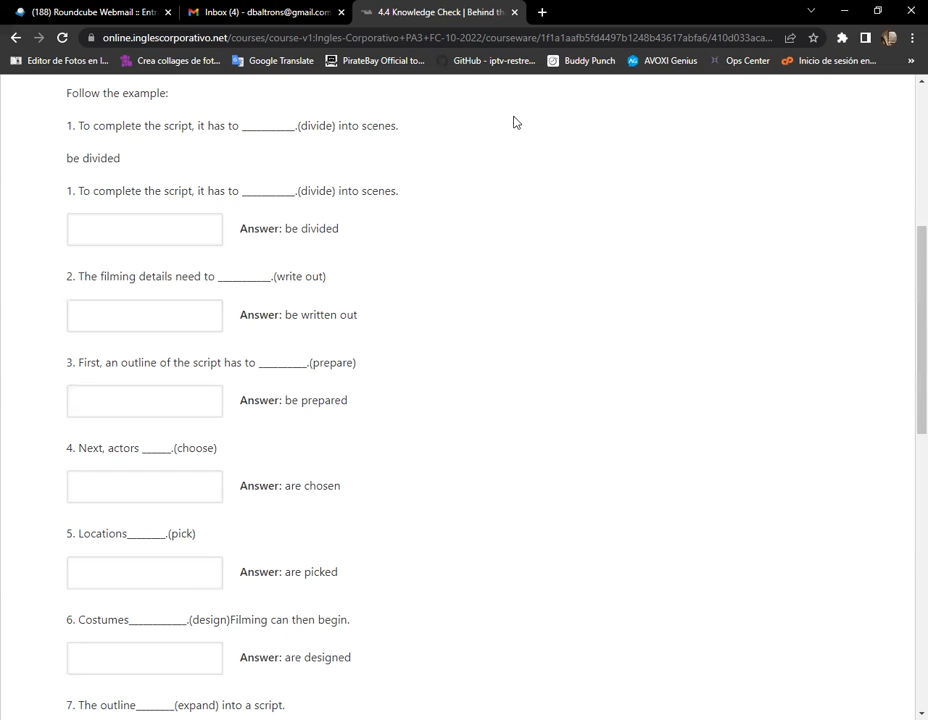 (188) Roundcube Webmail :: Entr
Inbox (4) - dbaltrons@gmail.com
4.4 Knowledge Check | Behind th
online.inglescorporativo.net/courses/course-v1:Ingles-Corporativo+PA3+FC-10-2022/courseware/1f1a1aafb5fd4497b1248b43617abfa6/410d033aca...
Editor de Fotos en l...
Crea collages de fot...
Google Translate
PirateBay Official to...
GitHub - iptv-restre...
Buddy Punch
AVOXI Genius
Ops Center
Inicio de sesión en...
»
Follow the example:
1. To complete the script, it has to __________.(divide) into scenes.
be divided
1. To complete the script, it has to __________.(divide) into scenes.
Answer: be divided
2. The filming details need to __________.(write out)
Answer: be written out
3. First, an outline of the script has to _________.(prepare)
Answer: be prepared
4. Next, actors _____.(choose)
Answer: are chosen
5. Locations_______.(pick)
Answer: are picked
6. Costumes___________.(design)Filming can then begin.
Answer: are designed
7. The outline_______(expand) into a script.